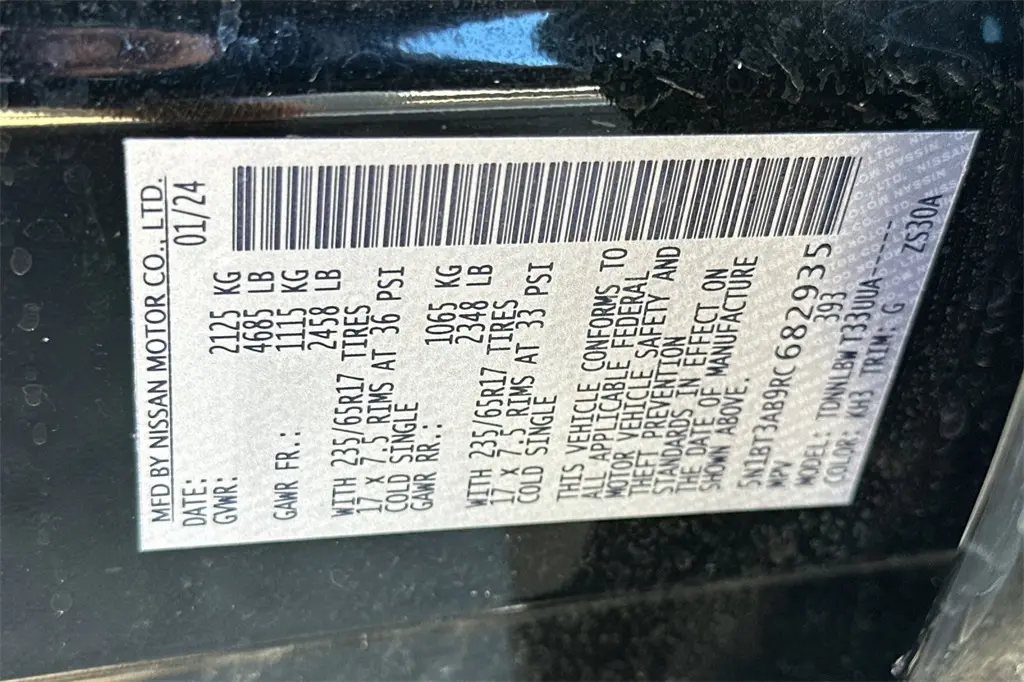 MFD BY NISSAN MOTOR CO., LTD.
DATE: 01/24
GVWR: 2125 KG
4685 LB
GAWR FR.: 1115 KG
2458 LB
WITH 235/65R17 TIRES
17 X 7.5 RIMS AT 36 PSI
COLD SINGLE
GAWR RR.: 1065 KG
2348 LB
WITH 235/65R17 TIRES
17 X 7.5 RIMS AT 33 PSI
COLD SINGLE
THIS VEHICLE CONFORMS TO
ALL APPLICABLE FEDERAL
MOTOR VEHICLE SAFETY AND
THEFT PREVENTION
STANDARDS IN EFFECT ON
THE DATE OF MANUFACTURE
SHOWN ABOVE.
5N1BT3AB9RC682935
MPV 393
MODEL: TDNNLBW T33UUA------
COLOR: KH3 TRIM: G ZS30A